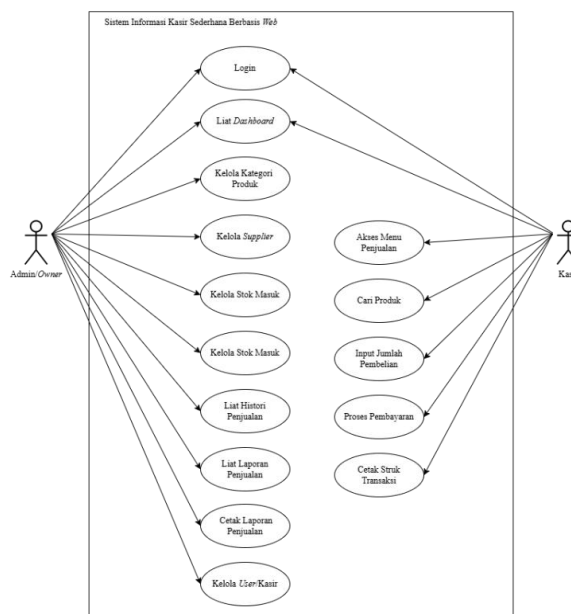 Sistem Informasi Kasir Sederhana Berbasis Web
Login
Liat Dashboard
Kelola Kategori
Produk
Kelola Supplier
Kelola Stok Masuk
Kelola Stok Masuk
Liat Histori
Penjualan
Liat Laporan
Penjualan
Cetak Laporan
Penjualan
Kelola User/Kasir
Admin/Owner
Akses Menu
Penjualan
Cari Produk
Input Jumlah
Pembelian
Proses Pembayaran
Cetak Struk
Transaksi